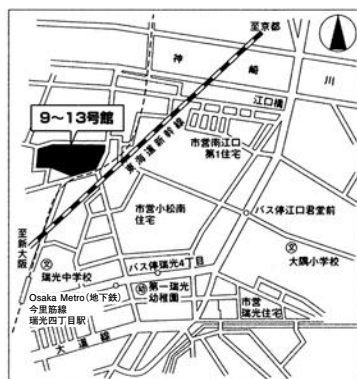 至京都
神崎川
江口橋
9〜13号館
東海道新幹線
市営南江口
第1住宅
市営小松南
住宅
バス停江口君堂前
至新大阪
文
瑞光中学校
バス停瑞光4丁目
文
大隅小学校
Osaka Metro(地下鉄)
今里筋線
瑞光四丁目駅
幼
第一瑞光
幼稚園
市営
瑞光住宅
大道線